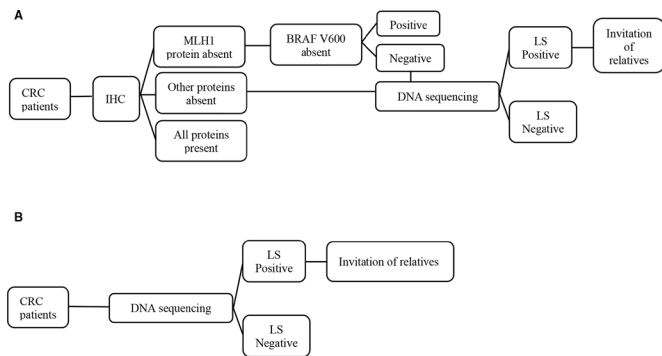 A
CRC
patients
IHC
MLH1
protein absent
BRAF V600
absent
Positive
Negative
Other proteins
absent
All proteins
present
DNA sequencing
LS
Positive
Invitation
of
relatives
LS
Negative
B
CRC
patients
DNA sequencing
LS
Positive
Invitation of relatives
LS
Negative